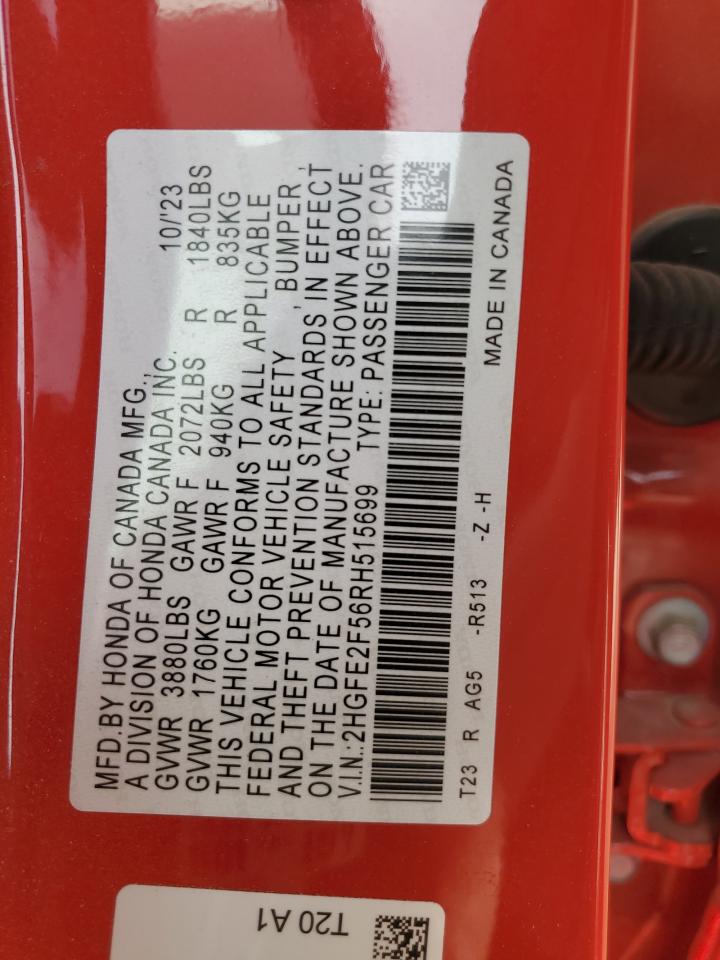 MFD.BY HONDA OF CANADA MFG., 10/'23
A DIVISION OF HONDA CANADA INC.
GVWR 3880LBS GAWR F 2072LBS R 1840LBS
GVWR 1760KG GAWR F 940KG R 835KG
THIS VEHICLE CONFORMS TO ALL APPLICABLE
FEDERAL MOTOR VEHICLE SAFETY , BUMPER ,
AND THEFT PREVENTION STANDARDS IN EFFECT
ON THE DATE OF MANUFACTURE SHOWN ABOVE.
V.I.N.:2HGFE2F56RH515699 TYPE: PASSENGER CAR
T23 R AG5 -R513 -Z -H MADE IN CANADA
T20 A1